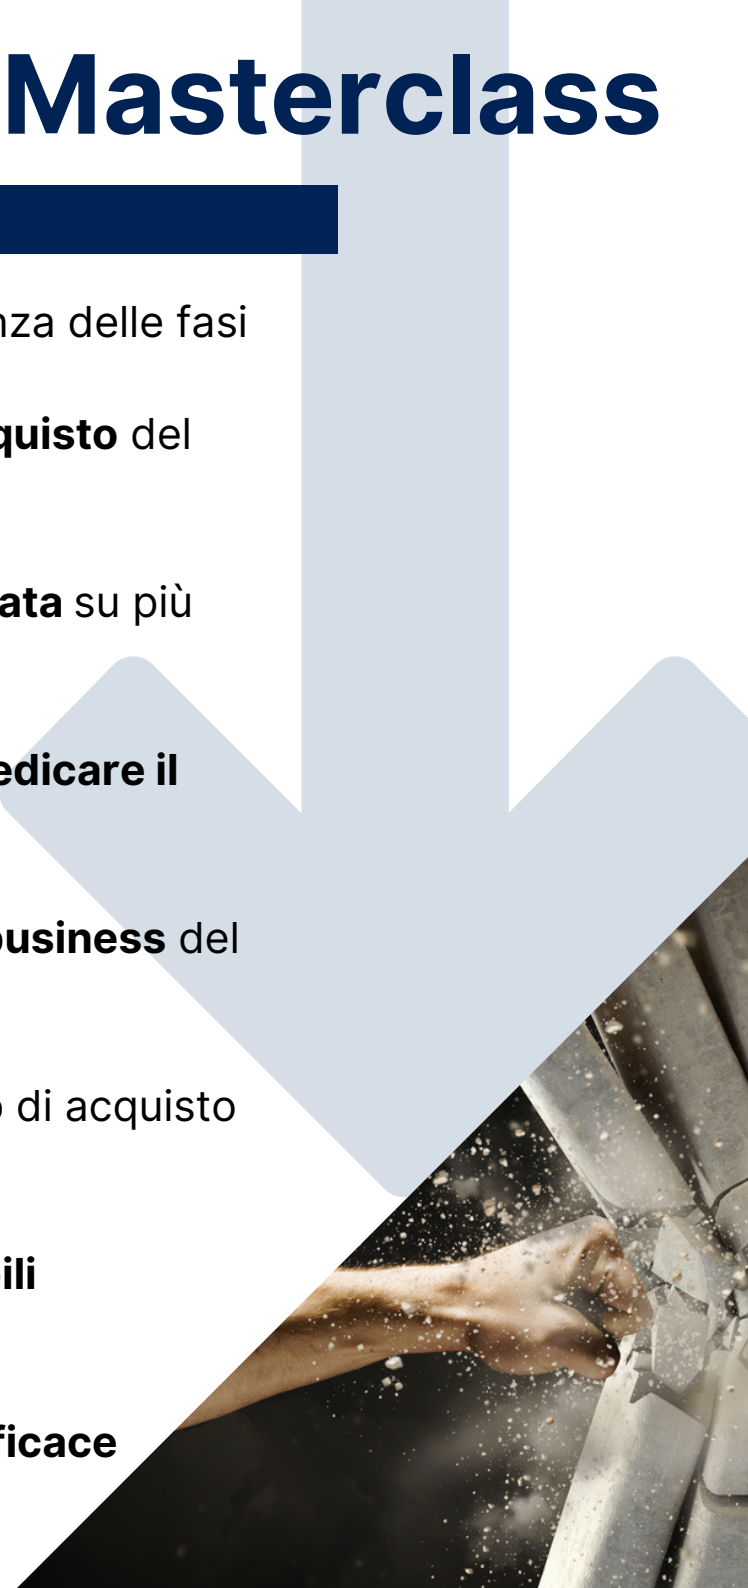 Masterclass
nza delle fasi
quisto del
ata su più
edicare il
business del
o di acquisto
ili
ficace